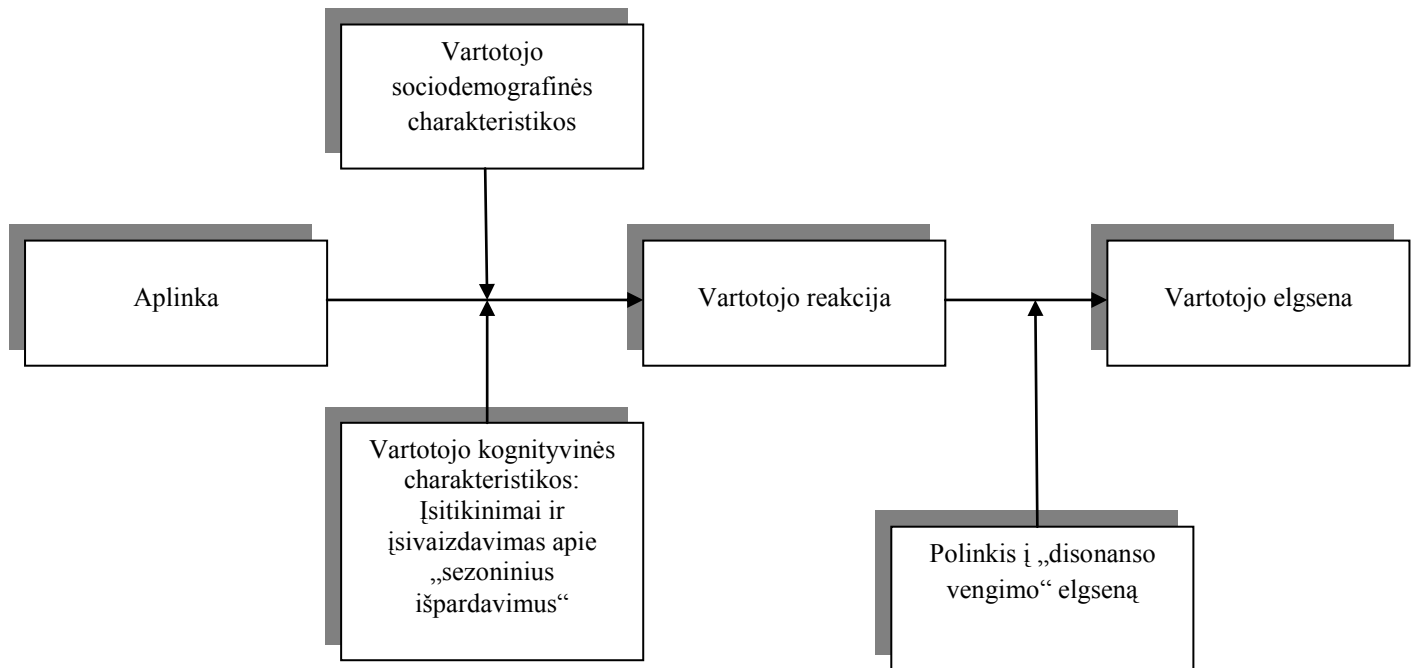 Vartotojo
sociodemografinės
charakteristikos
Aplinka
Vartotojo reakcija
Vartotojo elgsena
Vartotojo kognityvinės
charakteristikos:
Įsitikinimai ir
įsivaizdavimas apie
„sezoninius
išpardavimus“
Polinkis į „disonanso
vengimo“ elgseną